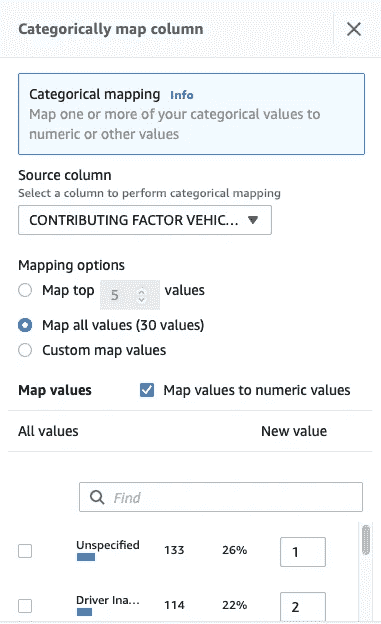 Categorically map column
Categorical mapping Info
Map one or more of your categorical values to
numeric or other values
Source column
Select a column to perform categorical mapping
CONTRIBUTING FACTOR VEHIC...
Mapping options
Map top 5 values
Map all values (30 values)
Custom map values
Map values Map values to numeric values
All values New value
Find
Unspecified 133 26% 1
Driver Ina... 114 22% 2